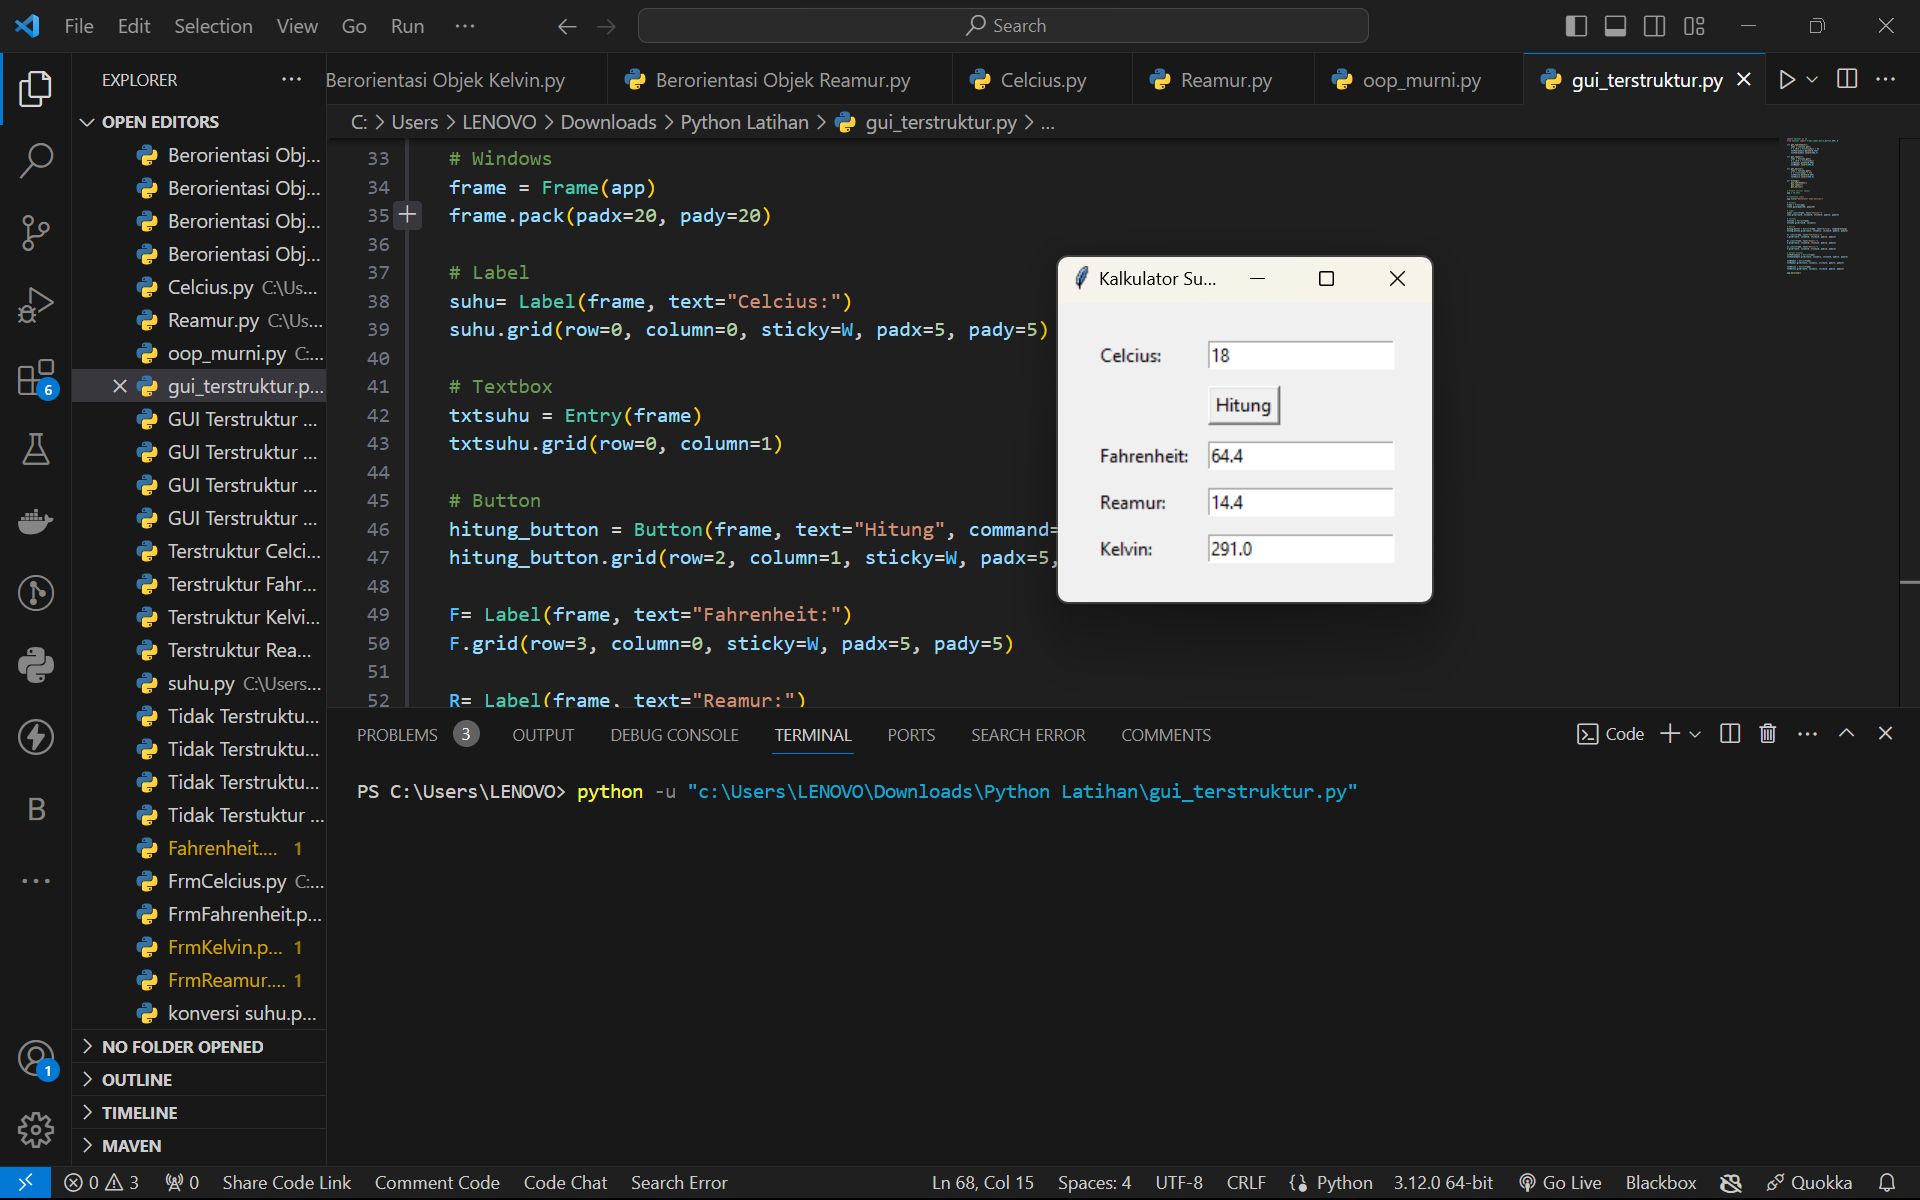 File Edit Selection View Go Run ···
Search
EXPLORER
Berorientasi Objek Kelvin.py Berorientasi Objek Reamur.py Celcius.py Reamur.py oop_murni.py gui_terstruktur.py
OPEN EDITORS
C: > Users > LENOVO > Downloads > Python Latihan > gui_terstruktur.py > ...
Berorientasi Obj...
Berorientasi Obj...
Berorientasi Obj...
Berorientasi Obj...
Celcius.py C:\Us...
Reamur.py C:\Us...
oop_murni.py C:...
gui_terstruktur.p...
GUI Terstruktur ...
GUI Terstruktur ...
GUI Terstruktur ...
GUI Terstruktur ...
Terstruktur Celci...
Terstruktur Fahr...
Terstruktur Kelvi...
Terstruktur Rea...
suhu.py C:\Users...
Tidak Terstruktu...
Tidak Terstruktu...
Tidak Terstruktu...
Tidak Terstuktur ...
Fahrenheit.... 1
FrmCelcius.py C:...
FrmFahrenheit.p...
FrmKelvin.p... 1
FrmReamur.... 1
konversi suhu.p...
NO FOLDER OPENED
OUTLINE
TIMELINE
MAVEN
6
B
1
33 # Windows
34 frame = Frame(app)
35 frame.pack(padx=20, pady=20)
36
37 # Label
38 suhu= Label(frame, text="Celcius:")
39 suhu.grid(row=0, column=0, sticky=W, padx=5, pady=5)
40
41 # Textbox
42 txtsuhu = Entry(frame)
43 txtsuhu.grid(row=0, column=1)
44
45 # Button
46 hitung_button = Button(frame, text="Hitung", command=
47 hitung_button.grid(row=2, column=1, sticky=W, padx=5,
48
49 F= Label(frame, text="Fahrenheit:")
50 F.grid(row=3, column=0, sticky=W, padx=5, pady=5)
51
52 R= Label(frame, text="Reamur:")
Kalkulator Su...
Celcius: 18
Hitung
Fahrenheit: 64.4
Reamur: 14.4
Kelvin: 291.0
PROBLEMS 3 OUTPUT DEBUG CONSOLE TERMINAL PORTS SEARCH ERROR COMMENTS Code
PS C:\Users\LENOVO> python -u "c:\Users\LENOVO\Downloads\Python Latihan\gui_terstruktur.py"
0 3 0 Share Code Link Comment Code Code Chat Search Error Ln 68, Col 15 Spaces: 4 UTF-8 CRLF Python 3.12.0 64-bit Go Live Blackbox Quokka